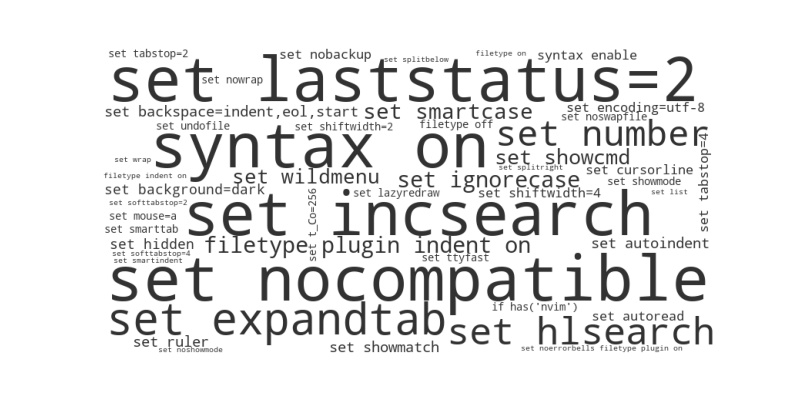 set tabstop=2
set nobackup
set splitbelow
filetype on
syntax enable
set laststatus=2
set nowrap
set backspace=indent,eol,start
set smartcase
set encoding=utf-8
set noswapfile
set undofile
set shiftwidth=2
filetype off
set number
syntax on
set tabstop=4
set wrap
set showcmd
set splitright
set cursorline
filetype indent on
set wildmenu
set ignorecase
set showmode
set background=dark
set lazyredraw
set shiftwidth=4
set list
set softtabstop=2
set t_Co=256
set incsearch
set mouse=a
set smarttab
set hidden
filetype plugin indent on
set autoindent
set softtabstop=4
set smartindent
set ttyfast
set nocompatible
set expandtab
if has('nvim')
set autoread
set hlsearch
set ruler
set noshowmode
set showmatch
set noerrorbells
filetype plugin on